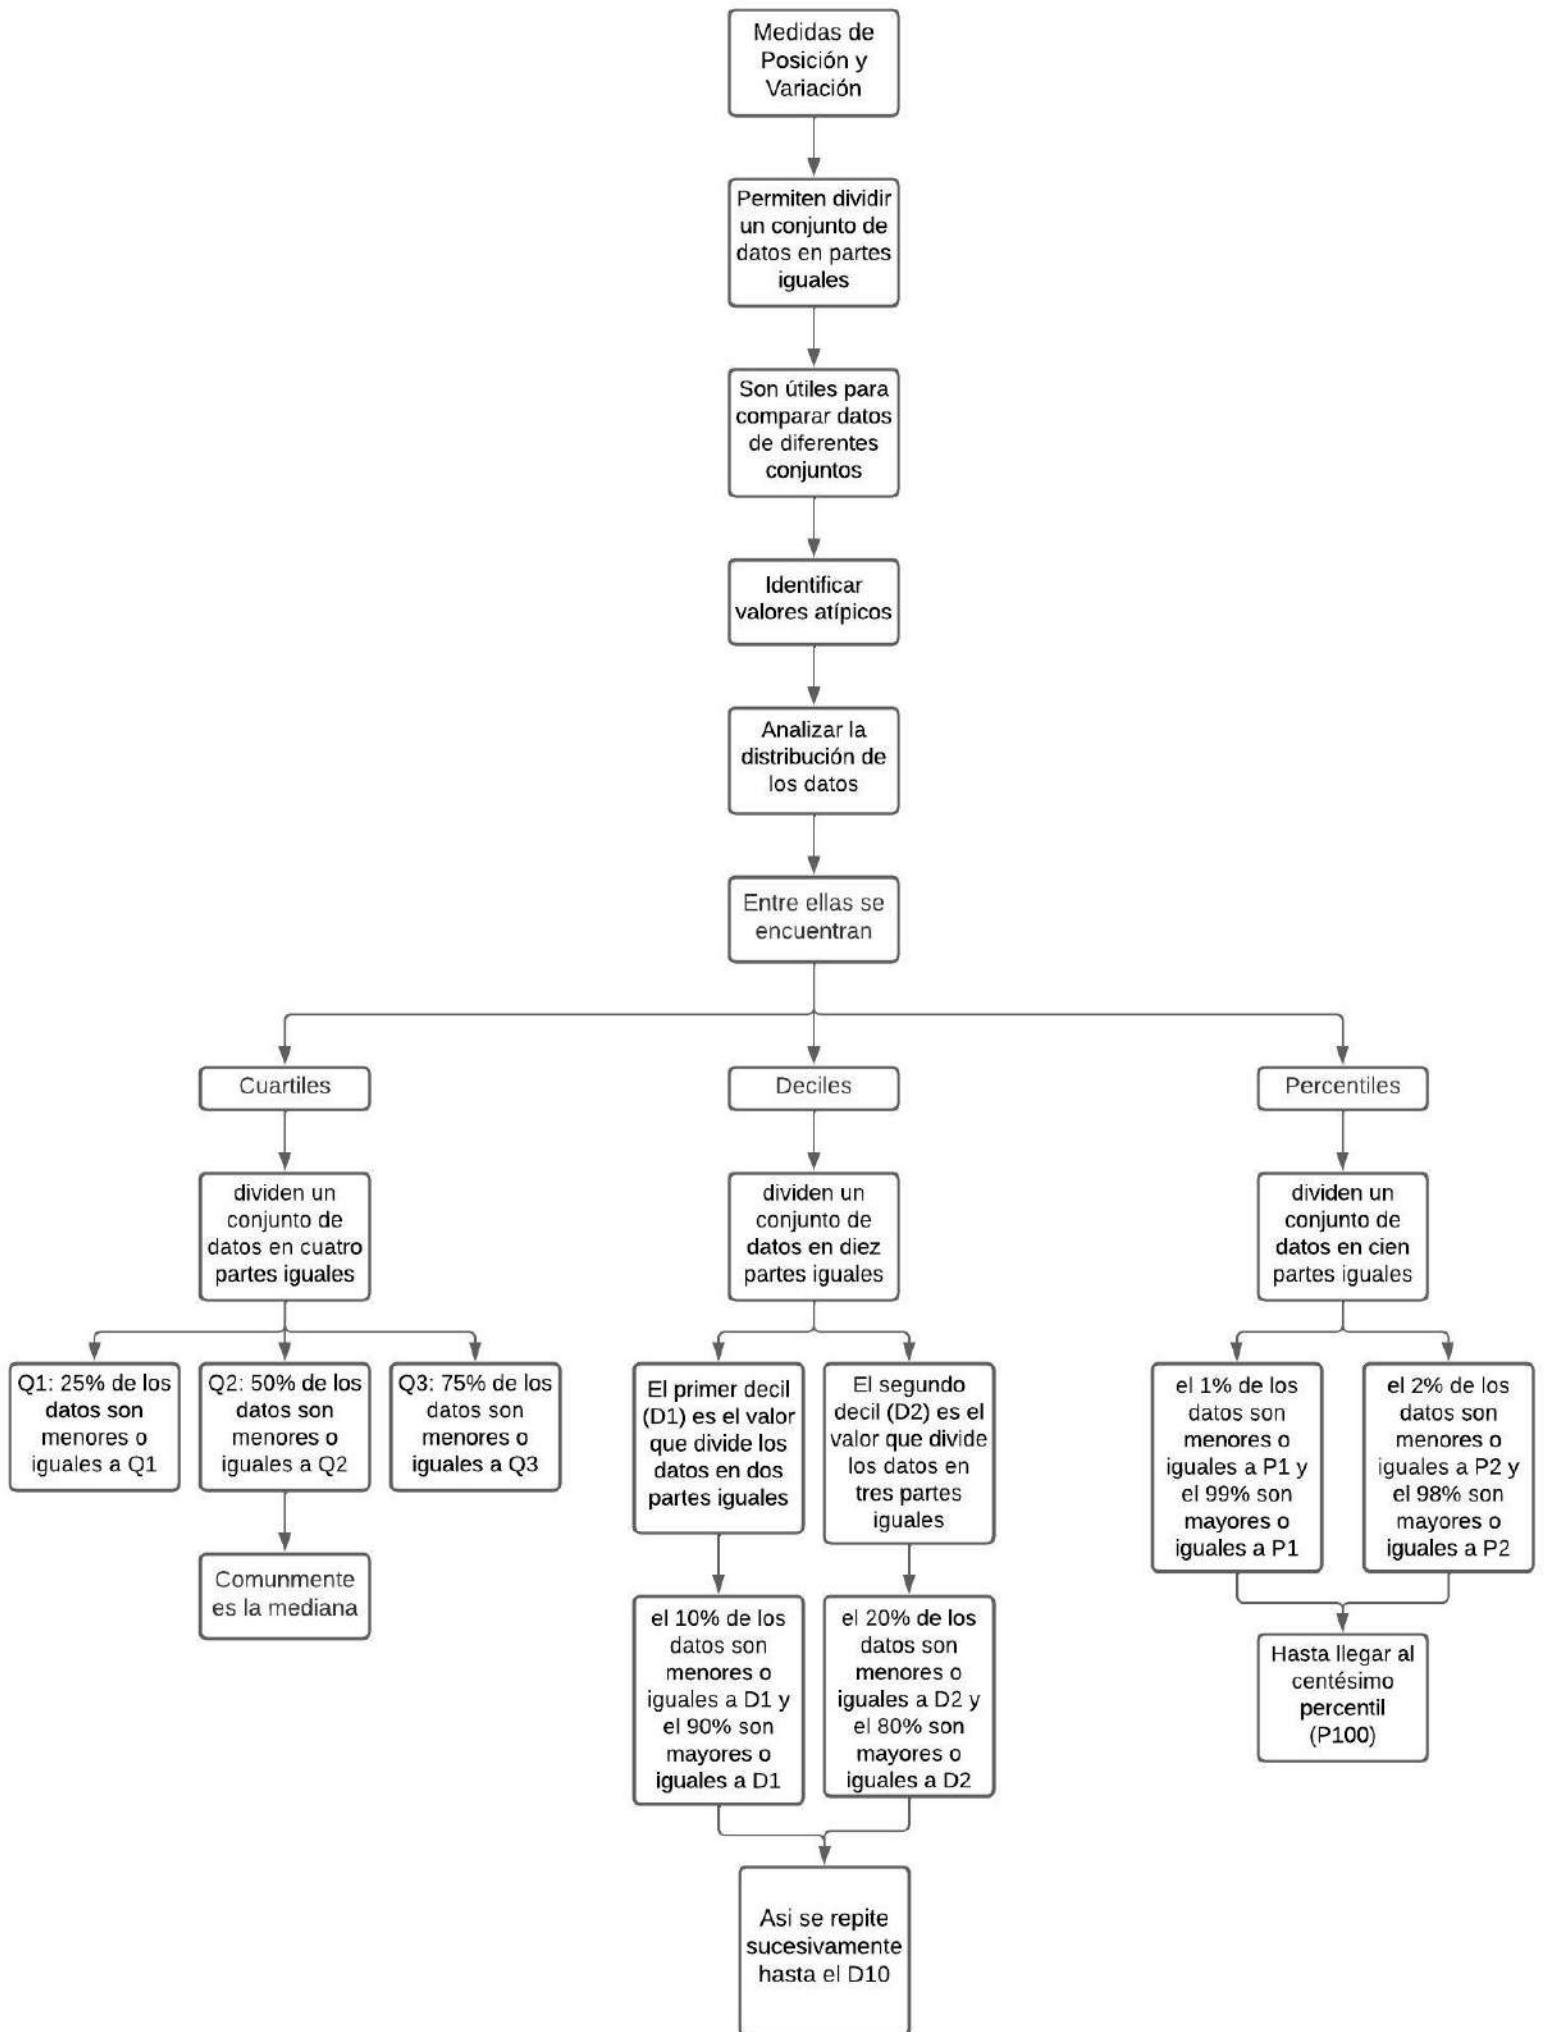 Medidas de
Posición y
Variación
Permiten dividir
un conjunto de
datos en partes
iguales
Son útiles para
comparar datos
de diferentes
conjuntos
Identificar
valores atípicos
Analizar la
distribución de
los datos
Entre ellas se
encuentran
Cuartiles
dividen un
conjunto de
datos en cuatro
partes iguales
Q1: 25% de los
datos son
menores o
iguales a Q1
Q2: 50% de los
datos son
menores o
iguales a Q2
Q3: 75% de los
datos son
menores o
iguales a Q3
Comunmente
es la mediana
Deciles
dividen un
conjunto de
datos en diez
partes iguales
El primer decil
(D1) es el valor
que divide los
datos en dos
partes iguales
el 10% de los
datos son
menores o
iguales a D1 y
el 90% son
mayores o
iguales a D1
El segundo
decil (D2) es el
valor que divide
los datos en
tres partes
iguales
el 20% de los
datos son
menores o
iguales a D2 y
el 80% son
mayores o
iguales a D2
Asi se repite
sucesivamente
hasta el D10
Percentiles
dividen un
conjunto de
datos en cien
partes iguales
el 1% de los
datos son
menores o
iguales a P1 y
el 99% son
mayores o
iguales a P1
el 2% de los
datos son
menores o
iguales a P2 y
el 98% son
mayores o
iguales a P2
Hasta llegar al
centésimo
percentil
(P100)